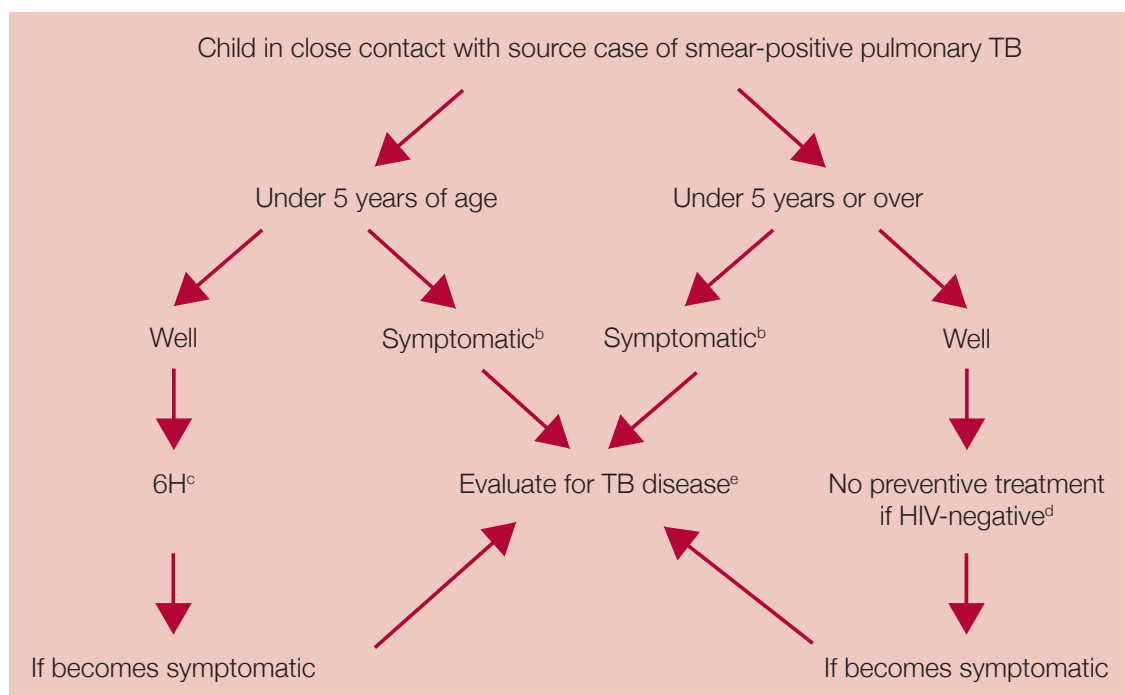 Child in close contact with source case of smear-positive pulmonary TB
Under 5 years of age
Under 5 years or over
Well
Symptomaticᵇ
Symptomaticᵇ
Well
6Hᶜ
Evaluate for TB diseaseᵉ
No preventive treatment
if HIV-negativeᵈ
If becomes symptomatic
If becomes symptomatic